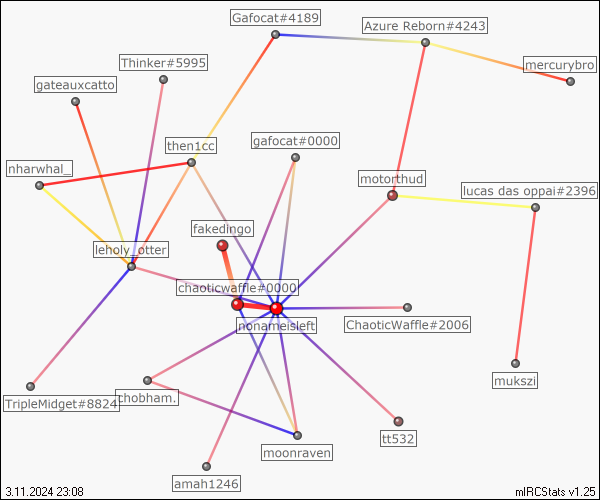 Gafocat#4189
Azure Reborn#4243
Thinker#5995
mercurybro
gateauxcatto
then1cc
gafocat#0000
nharwhal_
motorthud
lucas das oppai#2396
fakedingo
leholy_otter
chaoticwaffle#0000
nonameisleft
ChaoticWaffle#2006
mukszi
TripleMidget#8824
chobham.
tt532
moonraven
amah1246
3.11.2024 23:08
mIRCStats v1.25